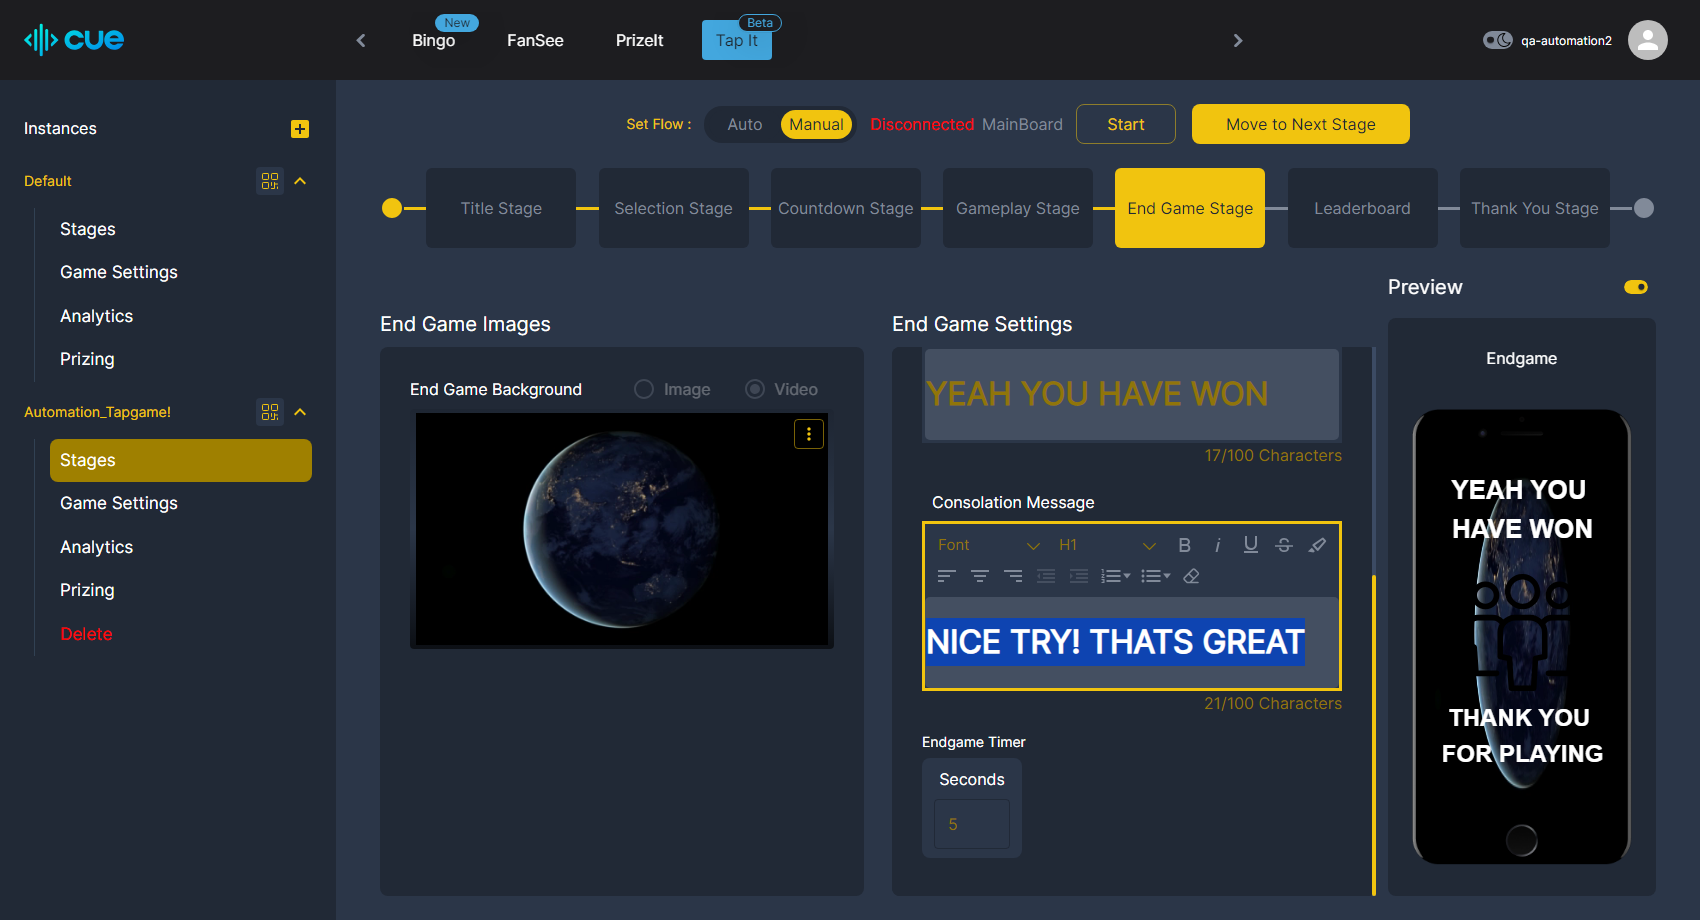 cue
Bingo
New
FanSee
PrizeIt
Tap It
Beta
qa-automation2
Instances
Default
Stages
Game Settings
Analytics
Prizing
Automation_Tapgame!
Stages
Game Settings
Analytics
Prizing
Delete
Set Flow :
Auto
Manual
Disconnected MainBoard
Start
Move to Next Stage
Title Stage
Selection Stage
Countdown Stage
Gameplay Stage
End Game Stage
Leaderboard
Thank You Stage
End Game Images
End Game Background
Image
Video
End Game Settings
YEAH YOU HAVE WON
17/100 Characters
Consolation Message
Font
H1
B
i
U
S
NICE TRY! THATS GREAT
21/100 Characters
Endgame Timer
Seconds
5
Preview
Endgame
YEAH YOU
HAVE WON
THANK YOU
FOR PLAYING